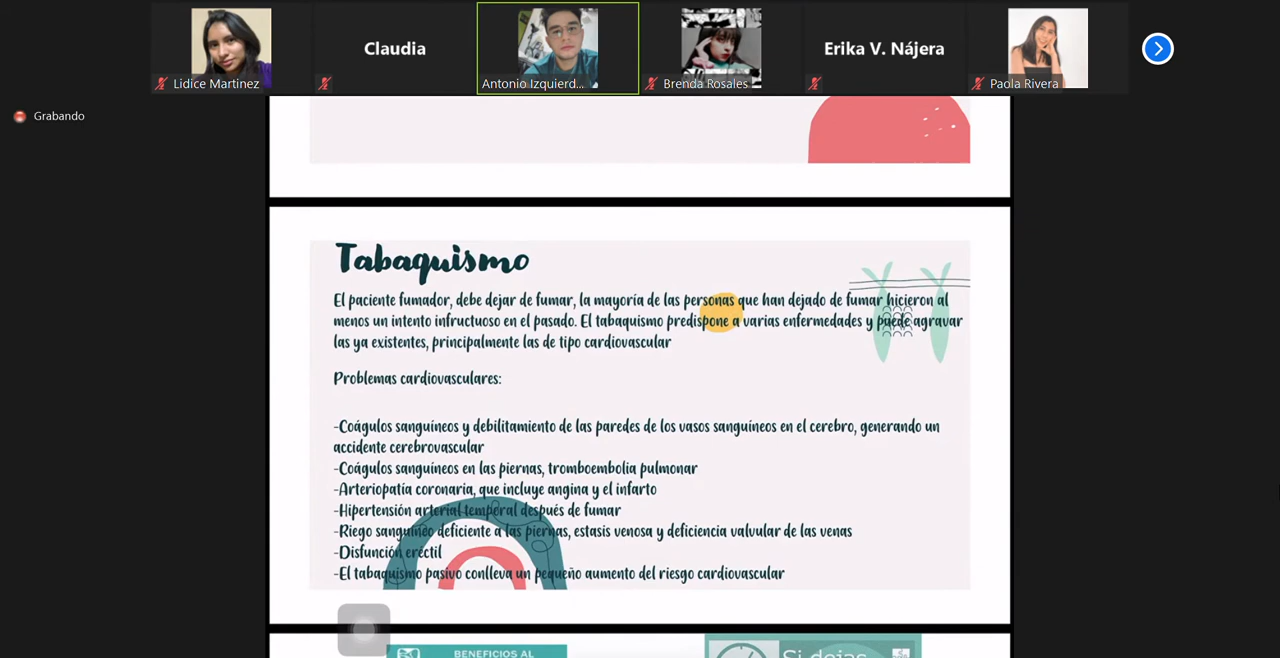 Claudia
Erika V. Nájera
Lidice Martinez
Antonio Izquierd...
Brenda Rosales
Paola Rivera
Grabando
Tabaquismo
El paciente fumador, debe dejar de fumar, la mayoría de las personas que han dejado de fumar hicieron al
menos un intento infructuoso en el pasado. El tabaquismo predispone a varias enfermedades y puede agravar
las ya existentes, principalmente las de tipo cardiovascular
Problemas cardiovasculares:
-Coágulos sanguíneos y debilitamiento de las paredes de los vasos sanguíneos en el cerebro, generando un
accidente cerebrovascular
-Coágulos sanguíneos en las piernas, tromboembolia pulmonar
-Arteriopatía coronaria, que incluye angina y el infarto
-Hipertensión arterial temporal después de fumar
-Riego sanguíneo deficiente a las piernas, estasis venosa y deficiencia valvular de las venas
-Disfunción eréctil
-El tabaquismo pasivo conlleva un pequeño aumento del riesgo cardiovascular
BENEFICIOS AL
Si dejas